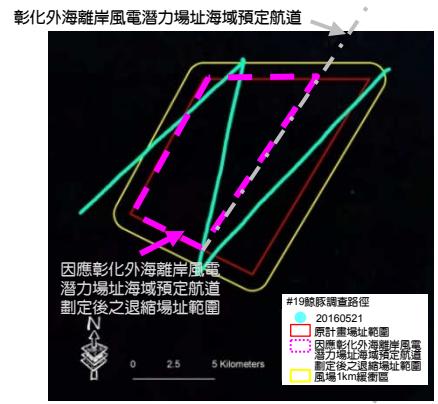 彰化外海離岸風電潛力場址海域預定航道
因應彰化外海離岸風電
潛力場址海域預定航道
劃定後之退縮場址範圍
N
0 2.5 5 Kilometers
#19鯨豚調查路徑
20160521
原計畫場址範圍
因應彰化外海離岸風電
潛力場址海域預定航道
劃定後之退縮場址範圍
風場1km緩衝區